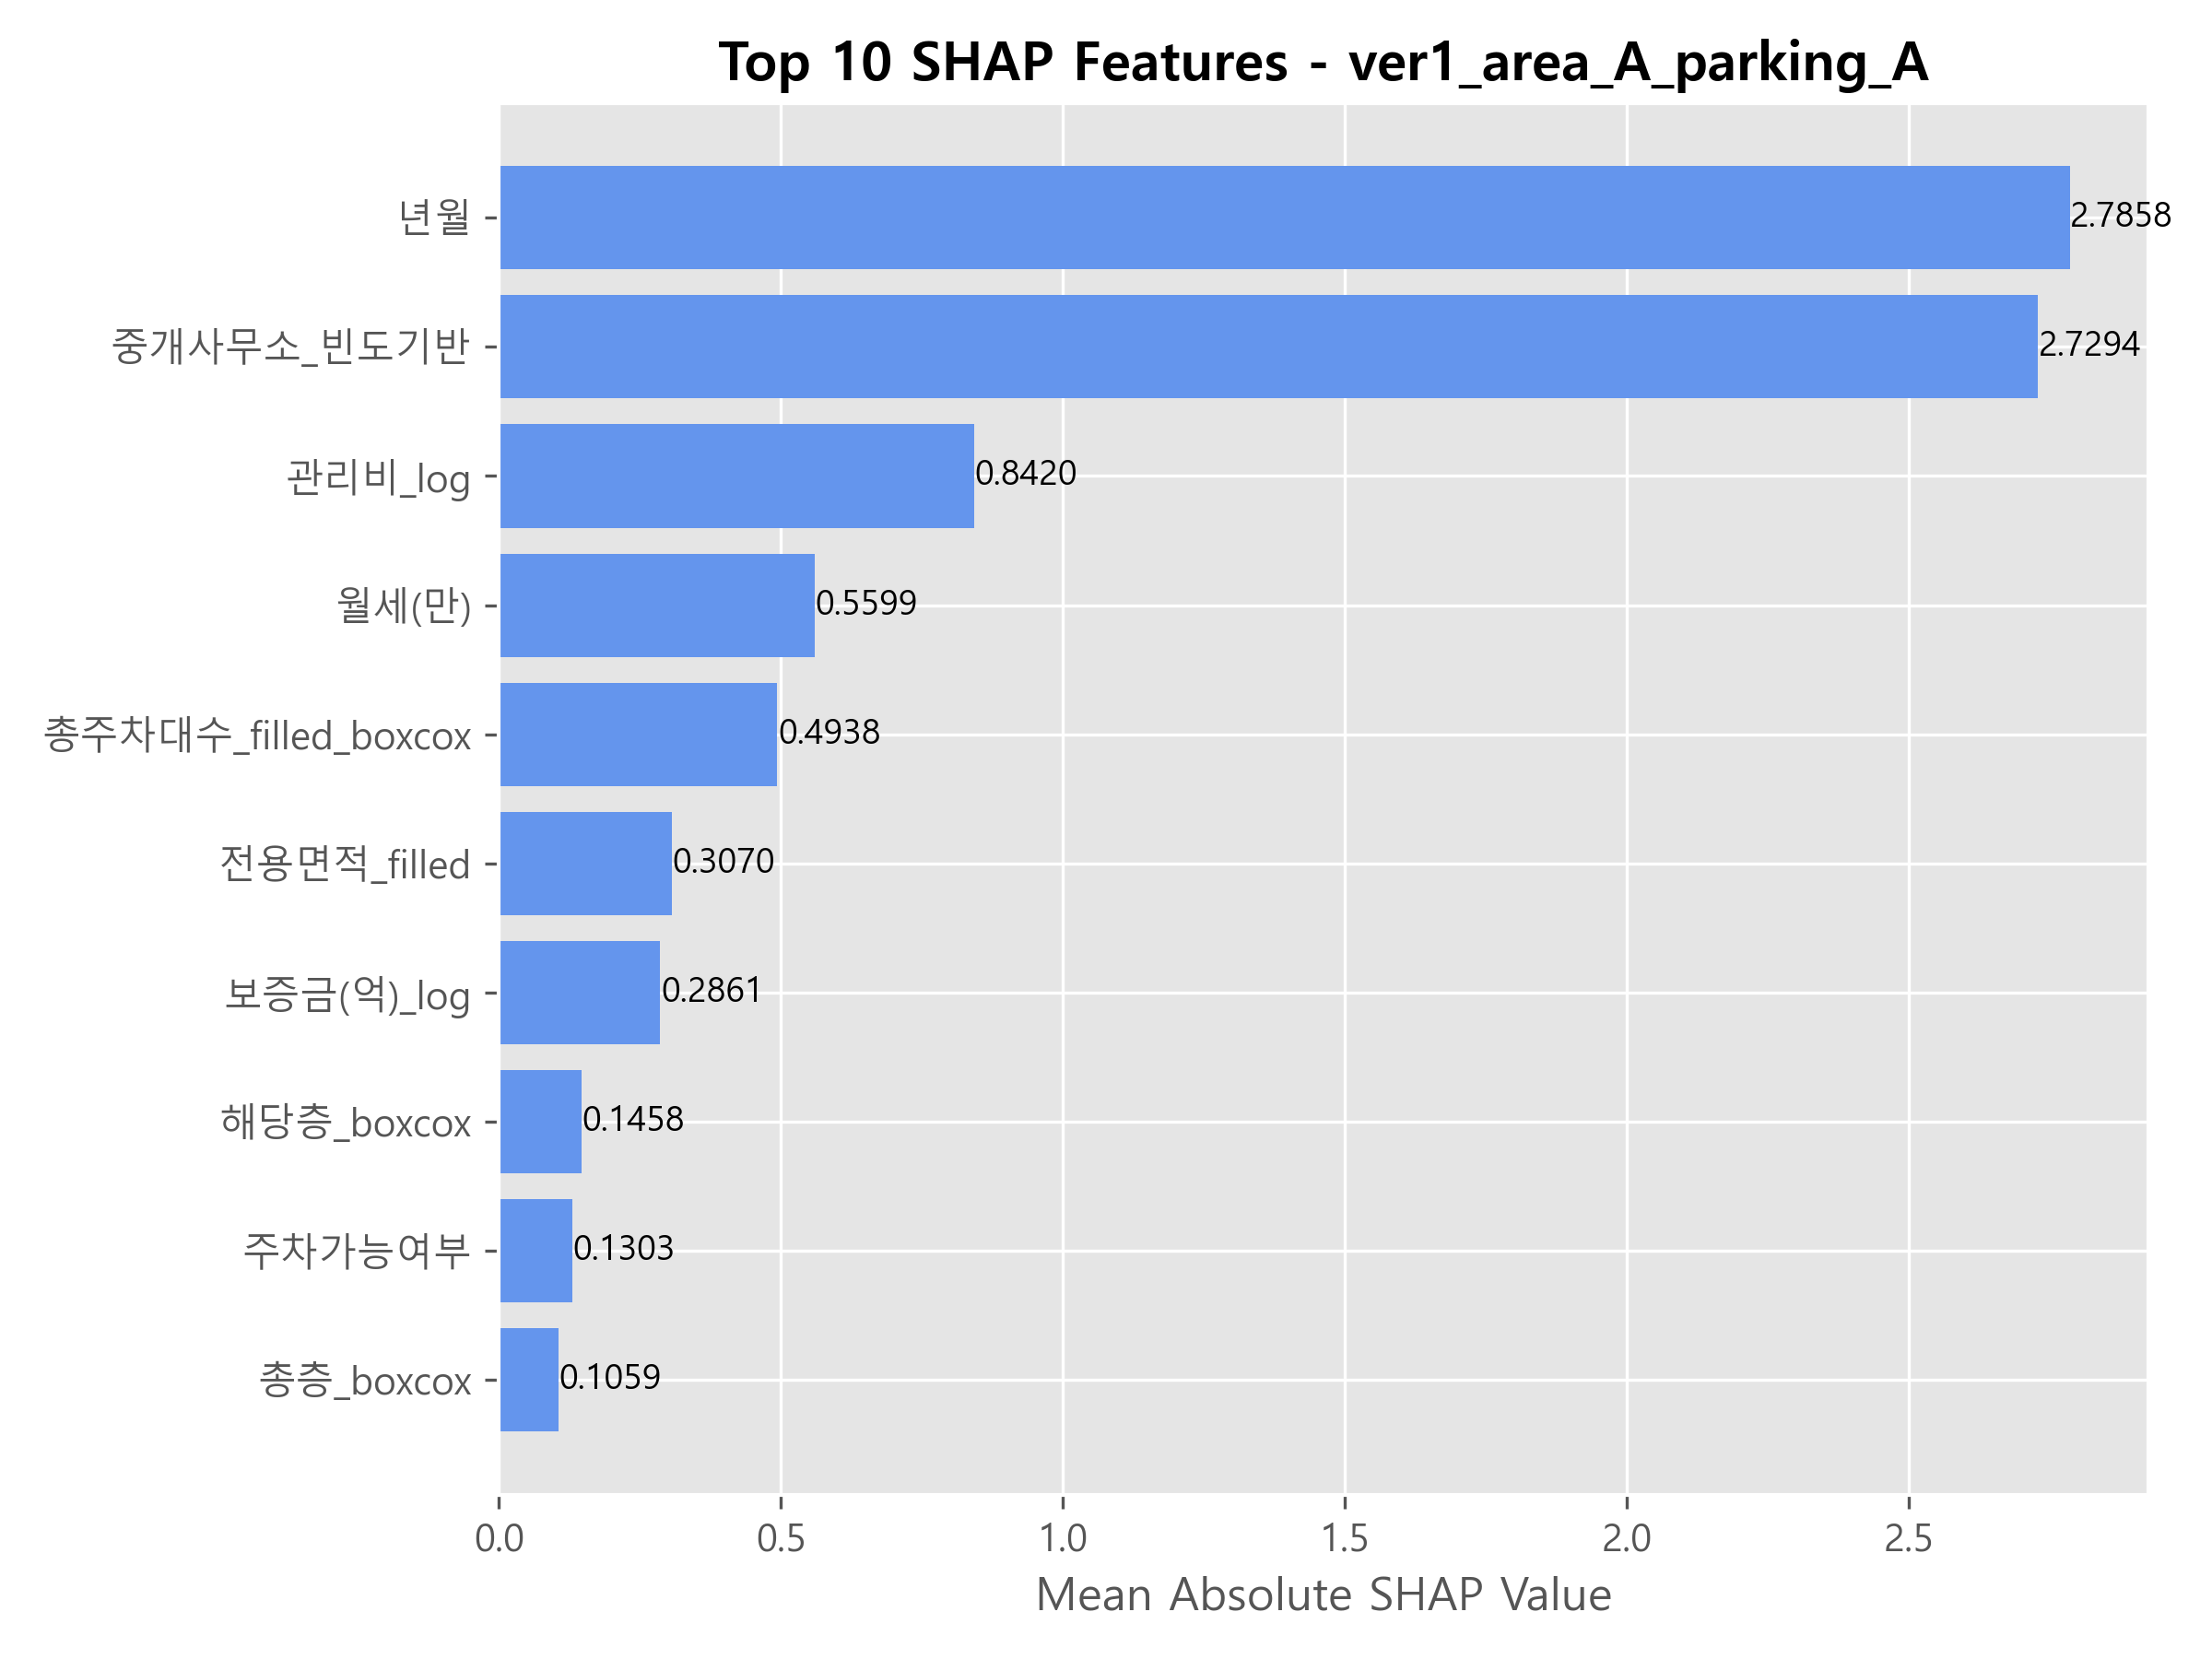 Top 10 SHAP Features - ver1_area_A_parking_A
년월
2.7858
중개사무소_빈도기반
2.7294
관리비_log
0.8420
월세(만)
0.5599
총주차대수_filled_boxcox
0.4938
전용면적_filled
0.3070
보증금(억)_log
0.2861
해당층_boxcox
0.1458
주차가능여부
0.1303
총층_boxcox
0.1059
0.0 0.5 1.0 1.5 2.0 2.5
Mean Absolute SHAP Value